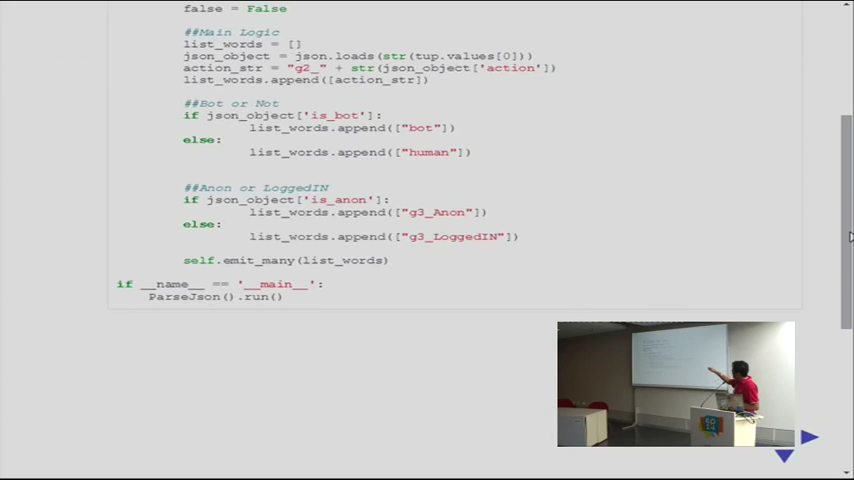 false = False
##Main Logic
list_words = []
json_object = json.loads(str(tup.values[0]))
action_str = "g2_" + str(json_object['action'])
list_words.append([action_str])
##Bot or Not
if json_object['is_bot']:
list_words.append(["bot"])
else:
list_words.append(["human"])
##Anon or LoggedIN
if json_object['is_anon']:
list_words.append(["g3_Anon"])
else:
list_words.append(["g3_LoggedIN"])
self.emit_many(list_words)
if __name__ == '__main__':
ParseJson().run()